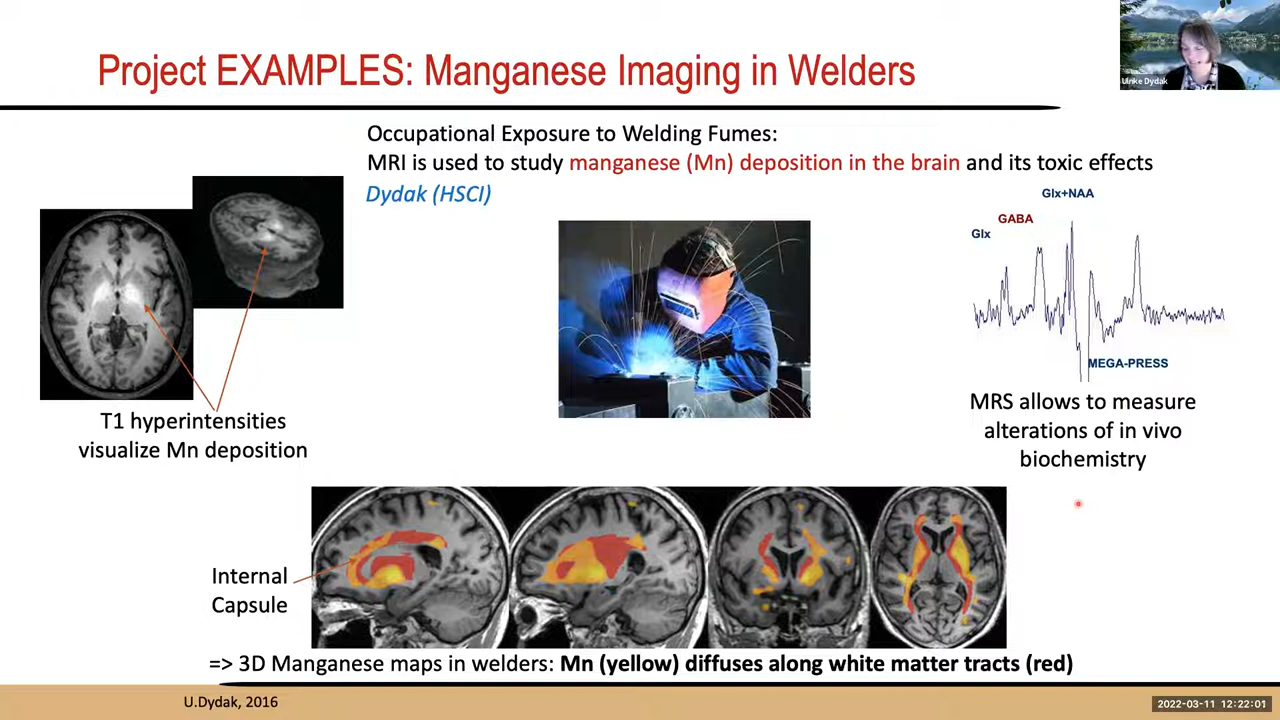 Project EXAMPLES: Manganese Imaging in Welders
Ulrike Dydak
Occupational Exposure to Welding Fumes:
MRI is used to study manganese (Mn) deposition in the brain and its toxic effects
Dydak (HSCI)
Glx+NAA
GABA
Glx
MEGA-PRESS
MRS allows to measure
alterations of in vivo
biochemistry
T1 hyperintensities
visualize Mn deposition
Internal
Capsule
=> 3D Manganese maps in welders: Mn (yellow) diffuses along white matter tracts (red)
U.Dydak, 2016
2022-03-11 12:22:01